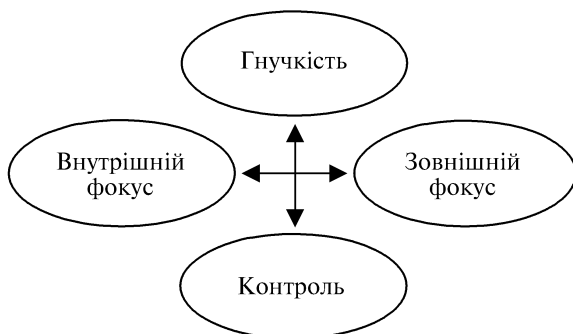 Гнучкість
Внутрішній
фокус
Зовнішній
фокус
Контроль